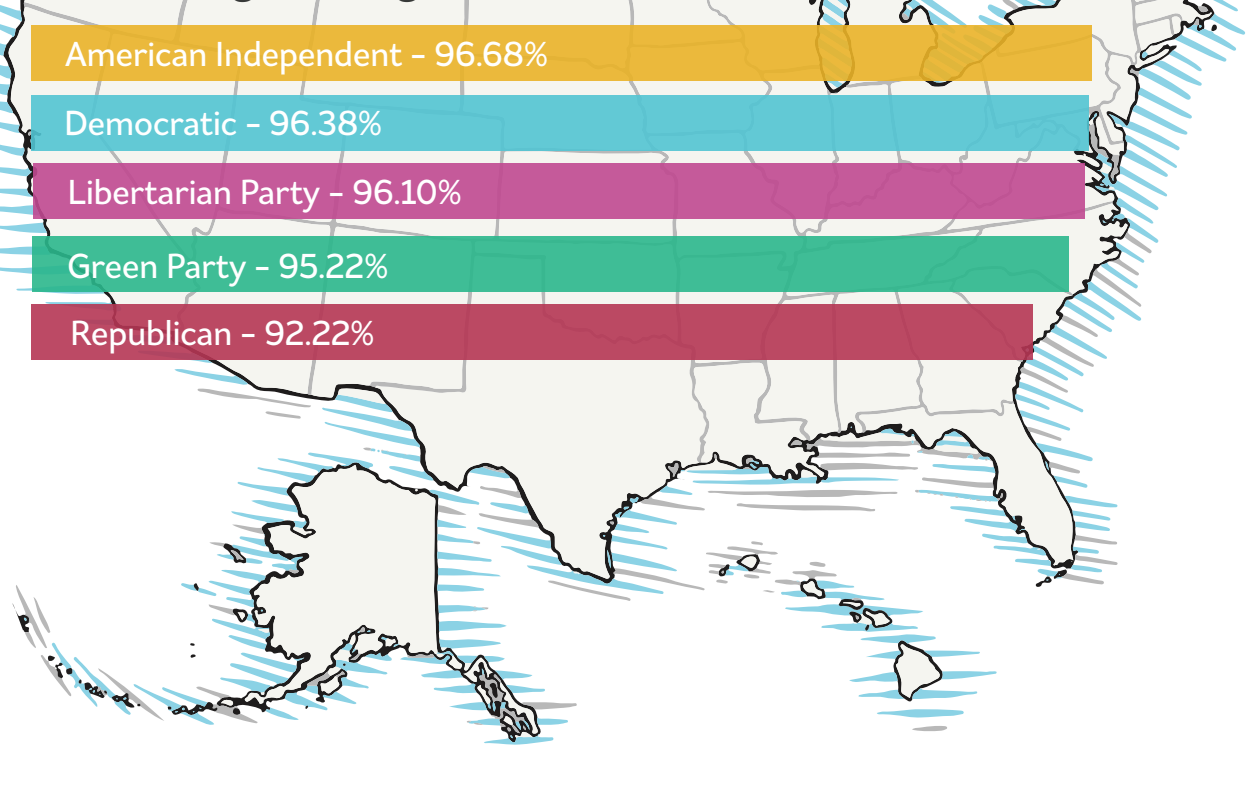 American Independent – 96.68%
Democratic – 96.38%
Libertarian Party – 96.10%
Green Party – 95.22%
Republican – 92.22%